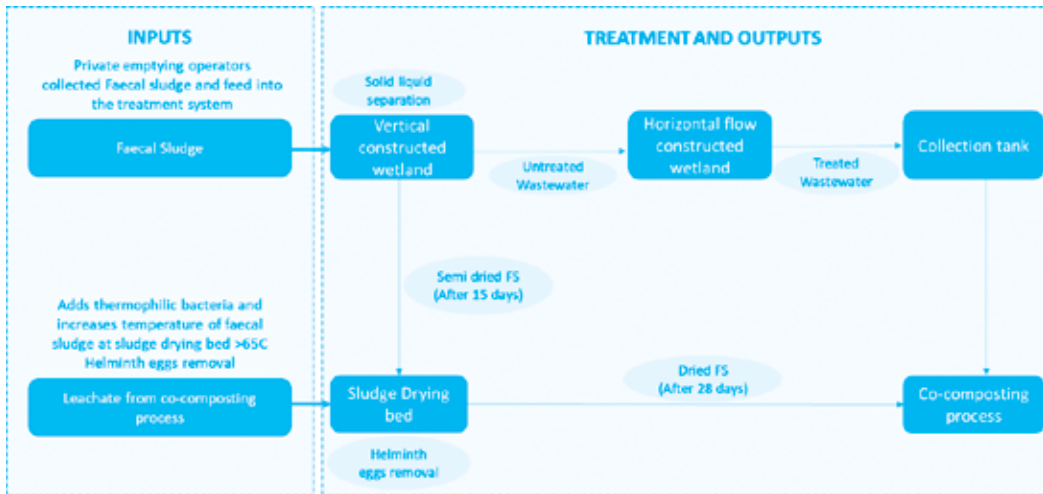 INPUTS
Private emptying operators
collected Faecal sludge and feed into
the treatment system
Faecal Sludge
Adds thermophilic bacteria and
increases temperature of faecal
sludge at sludge drying bed >65C
Helminth eggs removal
Leachate from co-composting
process
TREATMENT AND OUTPUTS
Solid liquid
separation
Vertical
constructed
wetland
Untreated
Wastewater
Horizontal flow
constructed
wetland
Treated
Wastewater
Collection tank
Semi dried FS
(After 15 days)
Sludge Drying
bed
Helminth
eggs removal
Dried FS
(After 28 days)
Co-composting
process